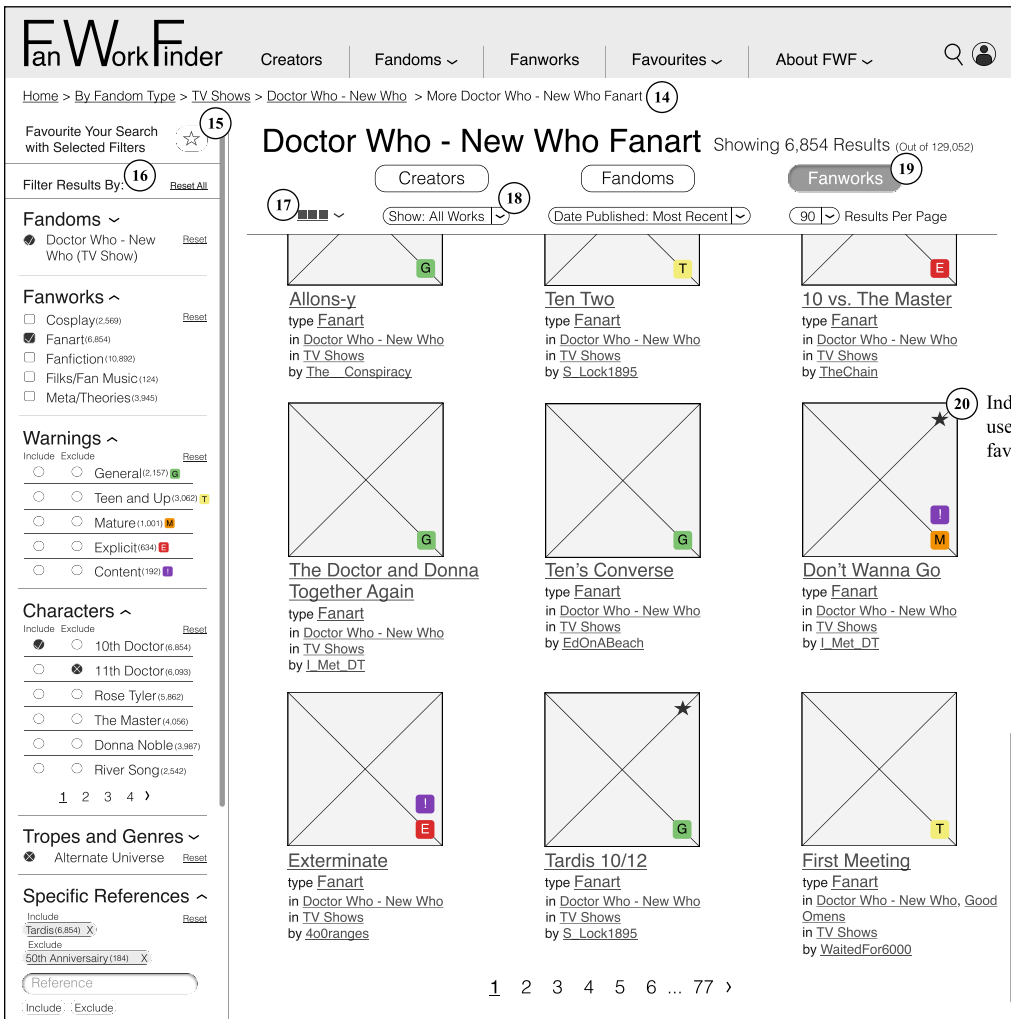 Fan Work Finder
Creators
Fandoms
Fanworks
Favourites
About FWF
Home > By Fandom Type > TV Shows > Doctor Who - New Who > More Doctor Who - New Who Fanart
14
15
Favourite Your Search
with Selected Filters
16
Filter Results By:
Reset All
Fandoms
Doctor Who - New
Who (TV Show)
Reset
Fanworks
Cosplay(2,569)
Reset
Fanart(6,854)
Fanfiction(10,892)
Filks/Fan Music(124)
Meta/Theories(3,945)
Warnings
Include Exclude
Reset
General(2,157) G
Teen and Up(3,062) T
Mature(1,001) M
Explicit(634) E
Content(192) !
Characters
Include Exclude
Reset
10th Doctor(6,854)
11th Doctor(6,093)
Rose Tyler(5,862)
The Master(4,056)
Donna Noble(3,987)
River Song(2,542)
1 2 3 4 ›
Tropes and Genres
Alternate Universe
Reset
Specific References
Include
Reset
Tardis(6,854) X
Exclude
50th Anniversairy(184) X
Reference
Include Exclude
Doctor Who - New Who Fanart Showing 6,854 Results (Out of 129,052)
Creators
Fandoms
Fanworks
19
17
18
Show: All Works
Date Published: Most Recent
90 Results Per Page
G
Allons-y
type Fanart
in Doctor Who - New Who
in TV Shows
by The__Conspiracy
T
Ten Two
type Fanart
in Doctor Who - New Who
in TV Shows
by S_Lock1895
E
10 vs. The Master
type Fanart
in Doctor Who - New Who
in TV Shows
by TheChain
G
The Doctor and Donna
Together Again
type Fanart
in Doctor Who - New Who
in TV Shows
by I_Met_DT
G
Ten's Converse
type Fanart
in Doctor Who - New Who
in TV Shows
by EdOnABeach
20
Ind
use
fav
!
M
Don't Wanna Go
type Fanart
in Doctor Who - New Who
in TV Shows
by I_Met_DT
!
E
Exterminate
type Fanart
in Doctor Who - New Who
in TV Shows
by 4o0ranges
G
Tardis 10/12
type Fanart
in Doctor Who - New Who
in TV Shows
by S_Lock1895
T
First Meeting
type Fanart
in Doctor Who - New Who, Good
Omens
in TV Shows
by WaitedFor6000
1 2 3 4 5 6 ... 77 ›